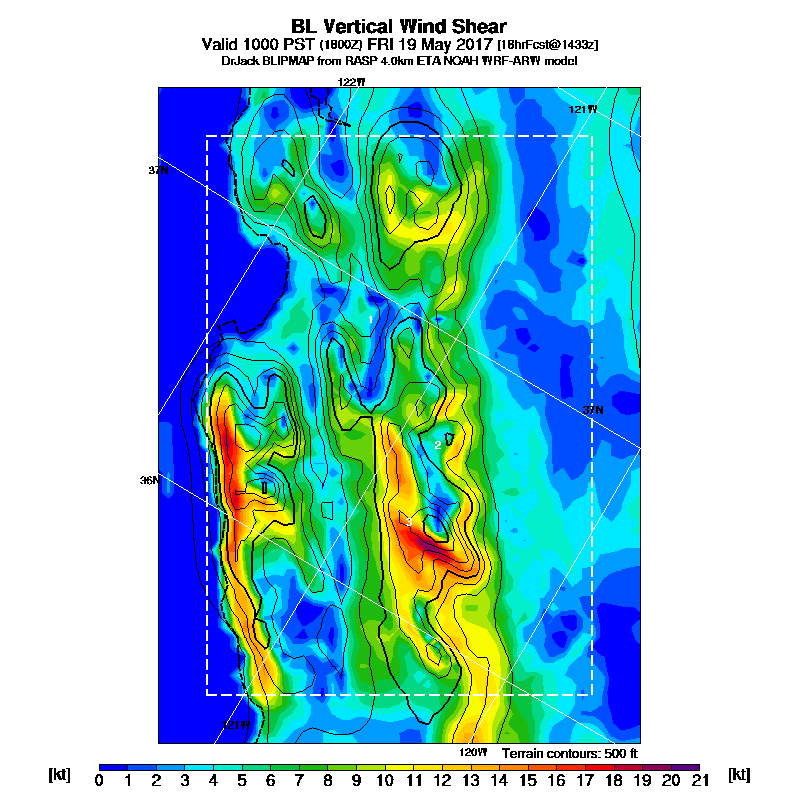 BL Vertical Wind Shear
Valid 1000 PST (1800Z) FRI 19 May 2017 [18hrFcst@1433z]
DrJack BLIPMAP from RASP 4.0km ETA NOAH WRF-ARW model
122W
121W
37N
1
37N
2
36N
3
121W
120W Terrain contours: 500 ft
[kt] 0 1 2 3 4 5 6 7 8 9 10 11 12 13 14 15 16 17 18 19 20 21 [kt]